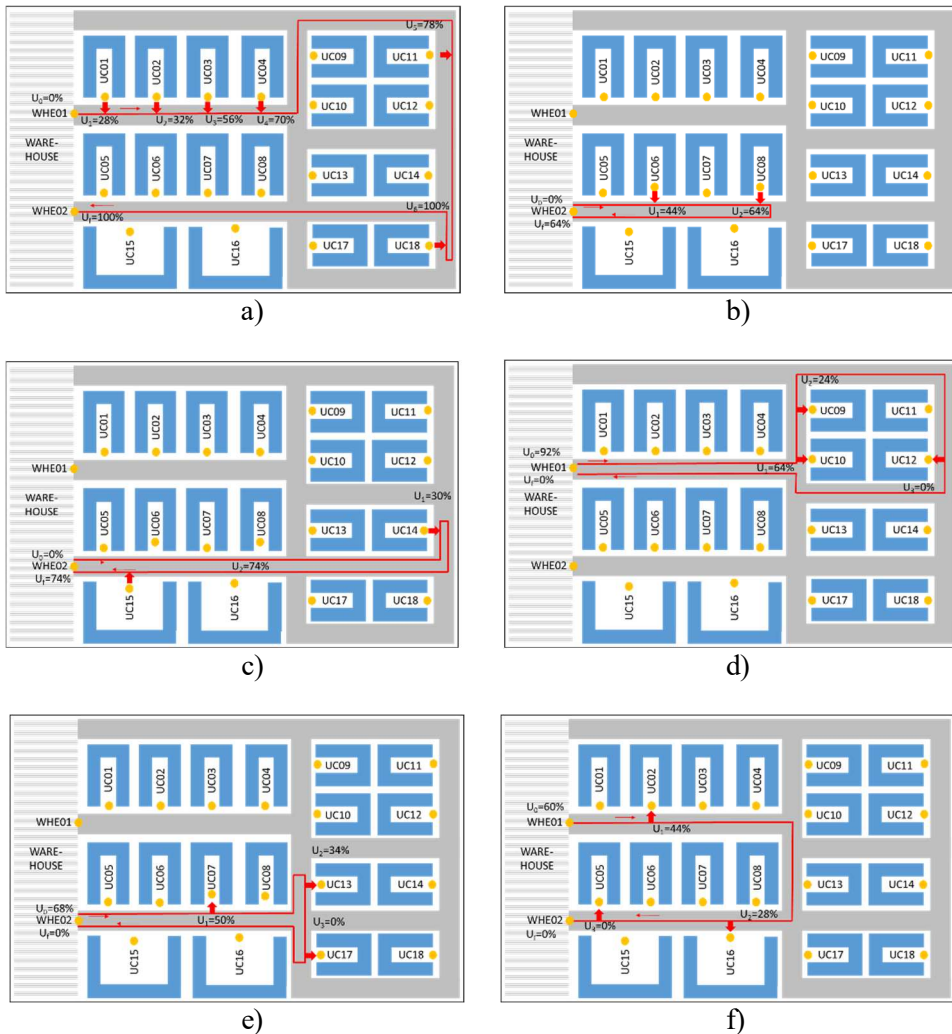 U₅=78%
UC01 UC02 UC03 UC04
UC09 UC11
UC10 UC12
U₀=0%
WHE01
U₁=28% U₂=32% U₃=56% U₄=70%
WARE-
HOUSE
UC05 UC06 UC07 UC08
UC13 UC14
U₆=100%
WHE02
Uf=100%
UC15 UC16
UC17 UC18
a)
UC01 UC02 UC03 UC04
UC09 UC11
UC10 UC12
WHE01
WARE-
HOUSE
UC05 UC06 UC07 UC08
UC13 UC14
U₀=0%
WHE02
U₁=44% U₂=64%
Uf=64%
UC15 UC16
UC17 UC18
b)
UC01 UC02 UC03 UC04
UC09 UC11
UC10 UC12
WHE01
WARE-
HOUSE
U₁=30%
UC05 UC06 UC07 UC08
UC13 UC14
U₀=0%
WHE02
U₂=74%
Uf=74%
UC15 UC16
UC17 UC18
c)
U₂=24%
UC01 UC02 UC03 UC04
UC09 UC11
UC10 UC12
U₀=92%
WHE01
U₁=64%
Uf=0%
U₄=0%
WARE-
HOUSE
UC05 UC06 UC07 UC08
UC13 UC14
WHE02
UC15 UC16
UC17 UC18
d)
UC01 UC02 UC03 UC04
UC09 UC11
UC10 UC12
WHE01
WARE-
HOUSE
U₂=34%
UC05 UC06 UC07 UC08
UC13 UC14
U₀=68%
WHE02
U₁=50%
U₃=0%
Uf=0%
UC15 UC16
UC17 UC18
e)
UC01 UC02 UC03 UC04
UC09 UC11
UC10 UC12
U₀=60%
WHE01
U₁=44%
WARE-
HOUSE
UC05 UC06 UC07 UC08
UC13 UC14
U₂=28%
WHE02
U₄=0%
Uf=0%
UC15 UC16
UC17 UC18
f)